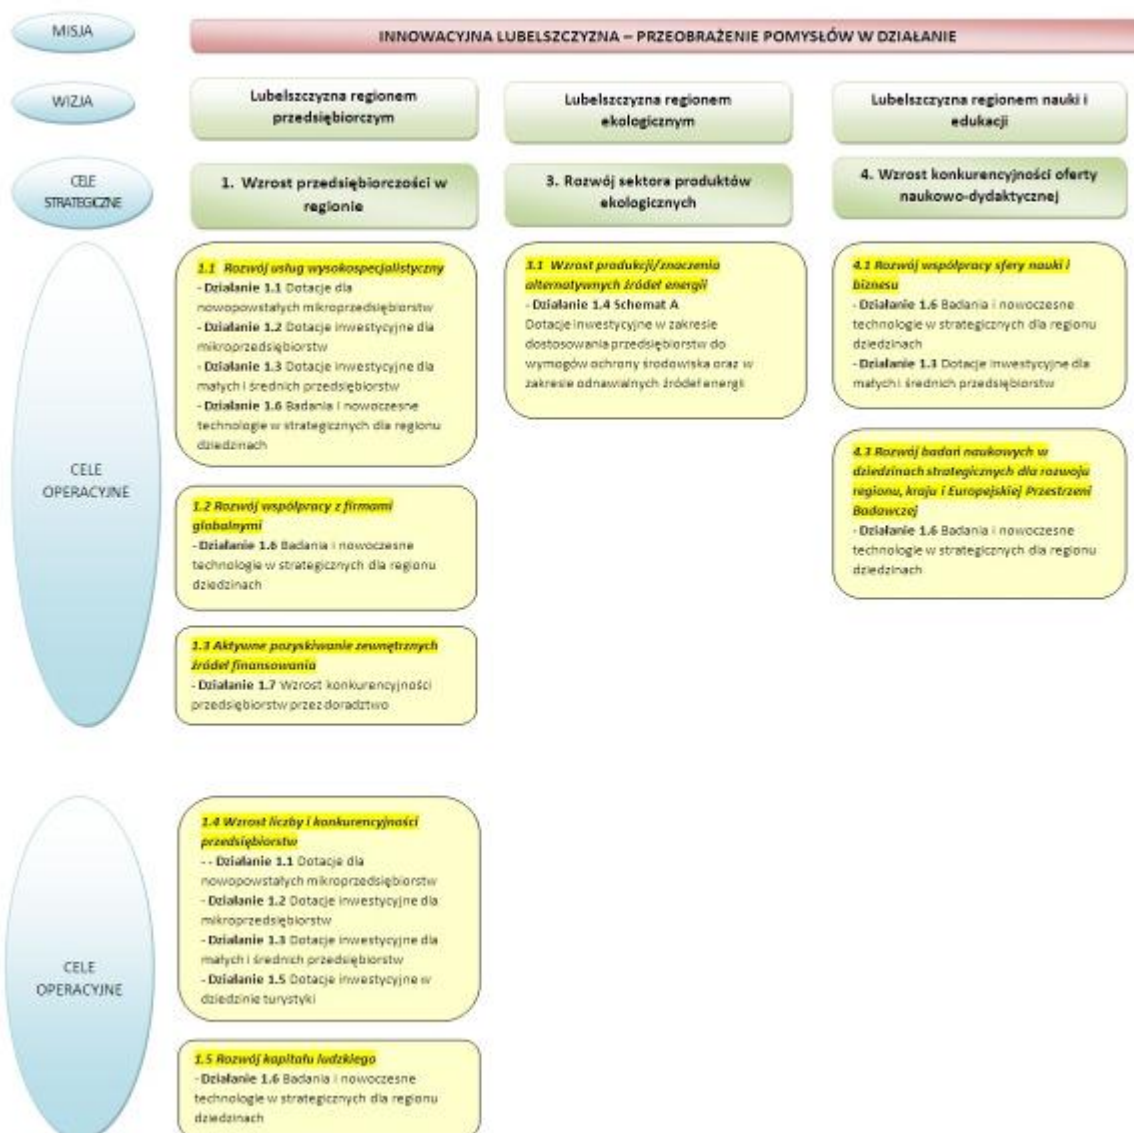 MISJA
INNOWACYJNA LUBELSZCZYZNA – PRZEOBRAŻENIE POMYSŁÓW W DZIAŁANIE
WIZJA
Lubelszczyzna regionem
przedsiębiorczym
Lubelszczyzna regionem
ekologicznym
Lubelszczyzna regionem nauki i
edukacji
CELE
STRATEGICZNE
1. Wzrost przedsiębiorczości w
regionie
3. Rozwój sektora produktów
ekologicznych
4. Wzrost konkurencyjności oferty
naukowo-dydaktycznej
CELE
OPERACYJNE
1.1 Rozwój usług wysokospecjalistyczny
- Działanie 1.1 Dotacje dla
nowopowstałych mikroprzedsiębiorstw
- Działanie 1.2 Dotacje inwestycyjne dla
mikroprzedsiębiorstw
- Działanie 1.3 Dotacje inwestycyjne dla
małych i średnich przedsiębiorstw
- Działanie 1.6 Badania i nowoczesne
technologie w strategicznych dla regionu
dziedzinach
1.2 Rozwój współpracy z firmami
globalnymi
- Działanie 1.6 Badania i nowoczesne
technologie w strategicznych dla regionu
dziedzinach
1.3 Aktywne pozyskiwanie zewnętrznych
źródeł finansowania
- Działanie 1.7 Wzrost konkurencyjności
przedsiębiorstw przez doradztwo
3.1 Wzrost produkcji/znaczenia
alternatywnych źródeł energii
- Działanie 1.4 Schemat A
Dotacje inwestycyjne w zakresie
dostosowania przedsiębiorstw do
wymogów ochrony środowiska oraz w
zakresie odnawialnych źródeł energii
4.1 Rozwój współpracy sfery nauki i
biznesu
- Działanie 1.6 Badania i nowoczesne
technologie w strategicznych dla regionu
dziedzinach
- Działanie 1.3 Dotacje inwestycyjne dla
małych i średnich przedsiębiorstw
4.3 Rozwój badań naukowych w
dziedzinach strategicznych dla rozwoju
regionu, kraju i Europejskiej Przestrzeni
Badawczej
- Działanie 1.6 Badania i nowoczesne
technologie w strategicznych dla regionu
dziedzinach
CELE
OPERACYJNE
1.4 Wzrost liczby i konkurencyjności
przedsiębiorstw
- - Działanie 1.1 Dotacje dla
nowopowstałych mikroprzedsiębiorstw
- Działanie 1.2 Dotacje inwestycyjne dla
mikroprzedsiębiorstw
- Działanie 1.3 Dotacje inwestycyjne dla
małych i średnich przedsiębiorstw
- Działanie 1.5 Dotacje inwestycyjne w
dziedzinie turystyki
1.5 Rozwój kapitału ludzkiego
- Działanie 1.6 Badania i nowoczesne
technologie w strategicznych dla regionu
dziedzinach